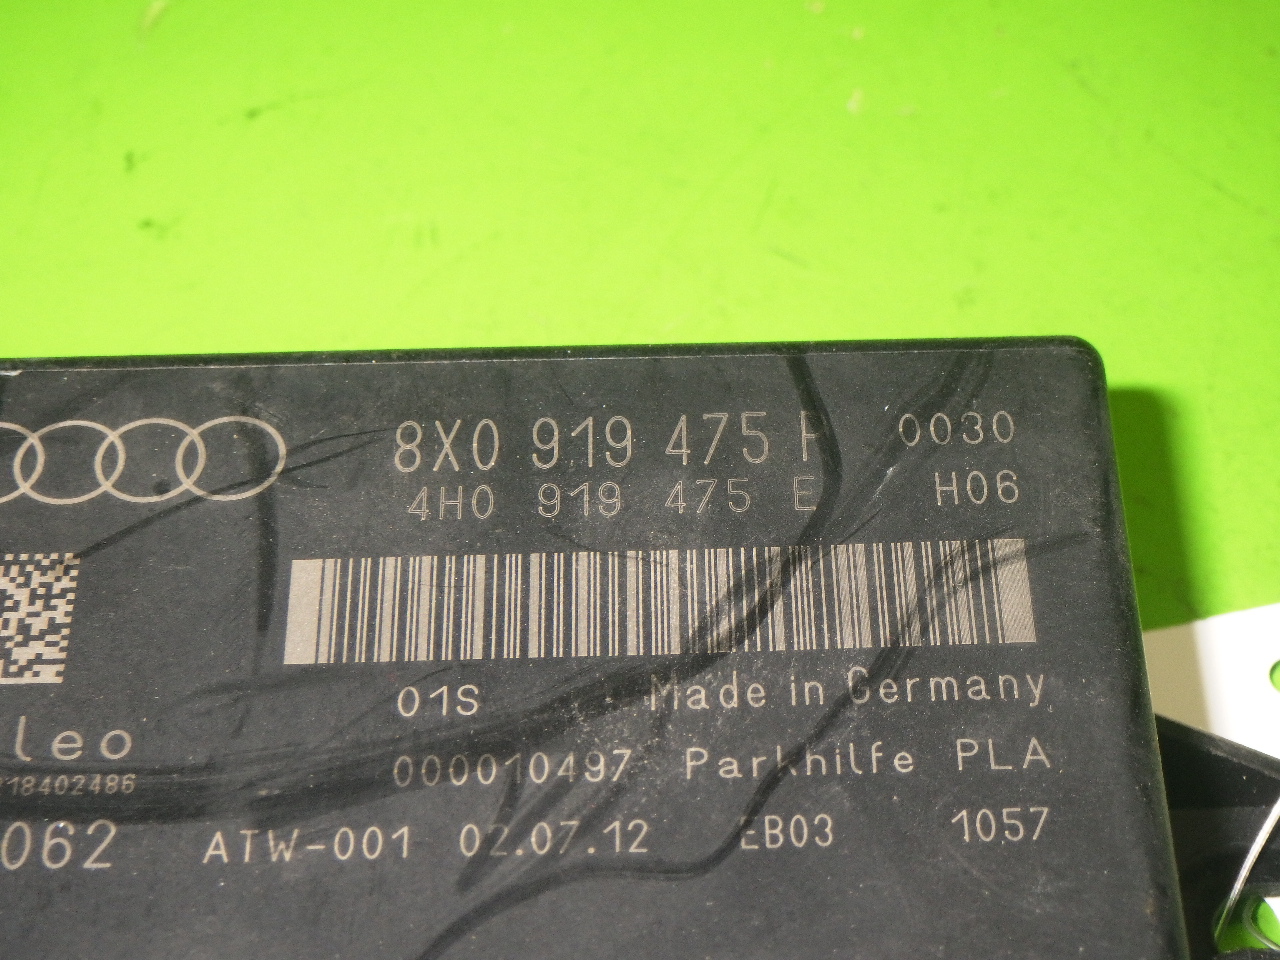 8X0 919 475 F 0030
4H0 919 475 E H06
01S Made in Germany
leo 000010497 Parkhilfe PLA
18402486
062 ATW-001 02.07.12 EB03 1057